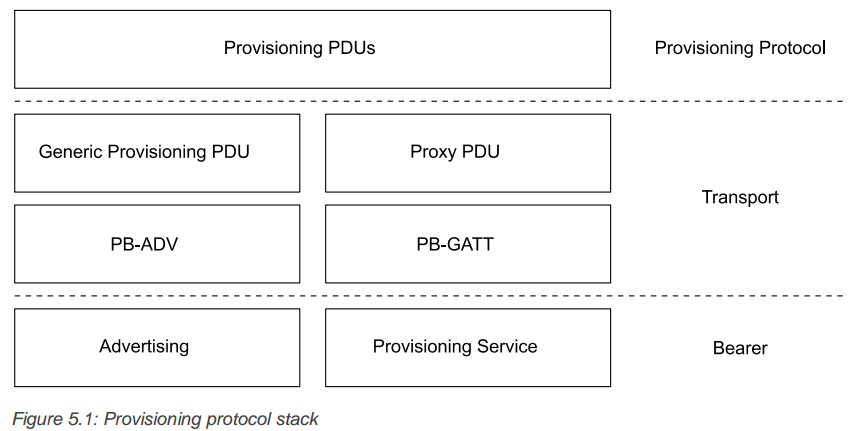 Provisioning PDUs
Provisioning Protocol
Generic Provisioning PDU
Proxy PDU
Transport
PB-ADV
PB-GATT
Advertising
Provisioning Service
Bearer
Figure 5.1: Provisioning protocol stack